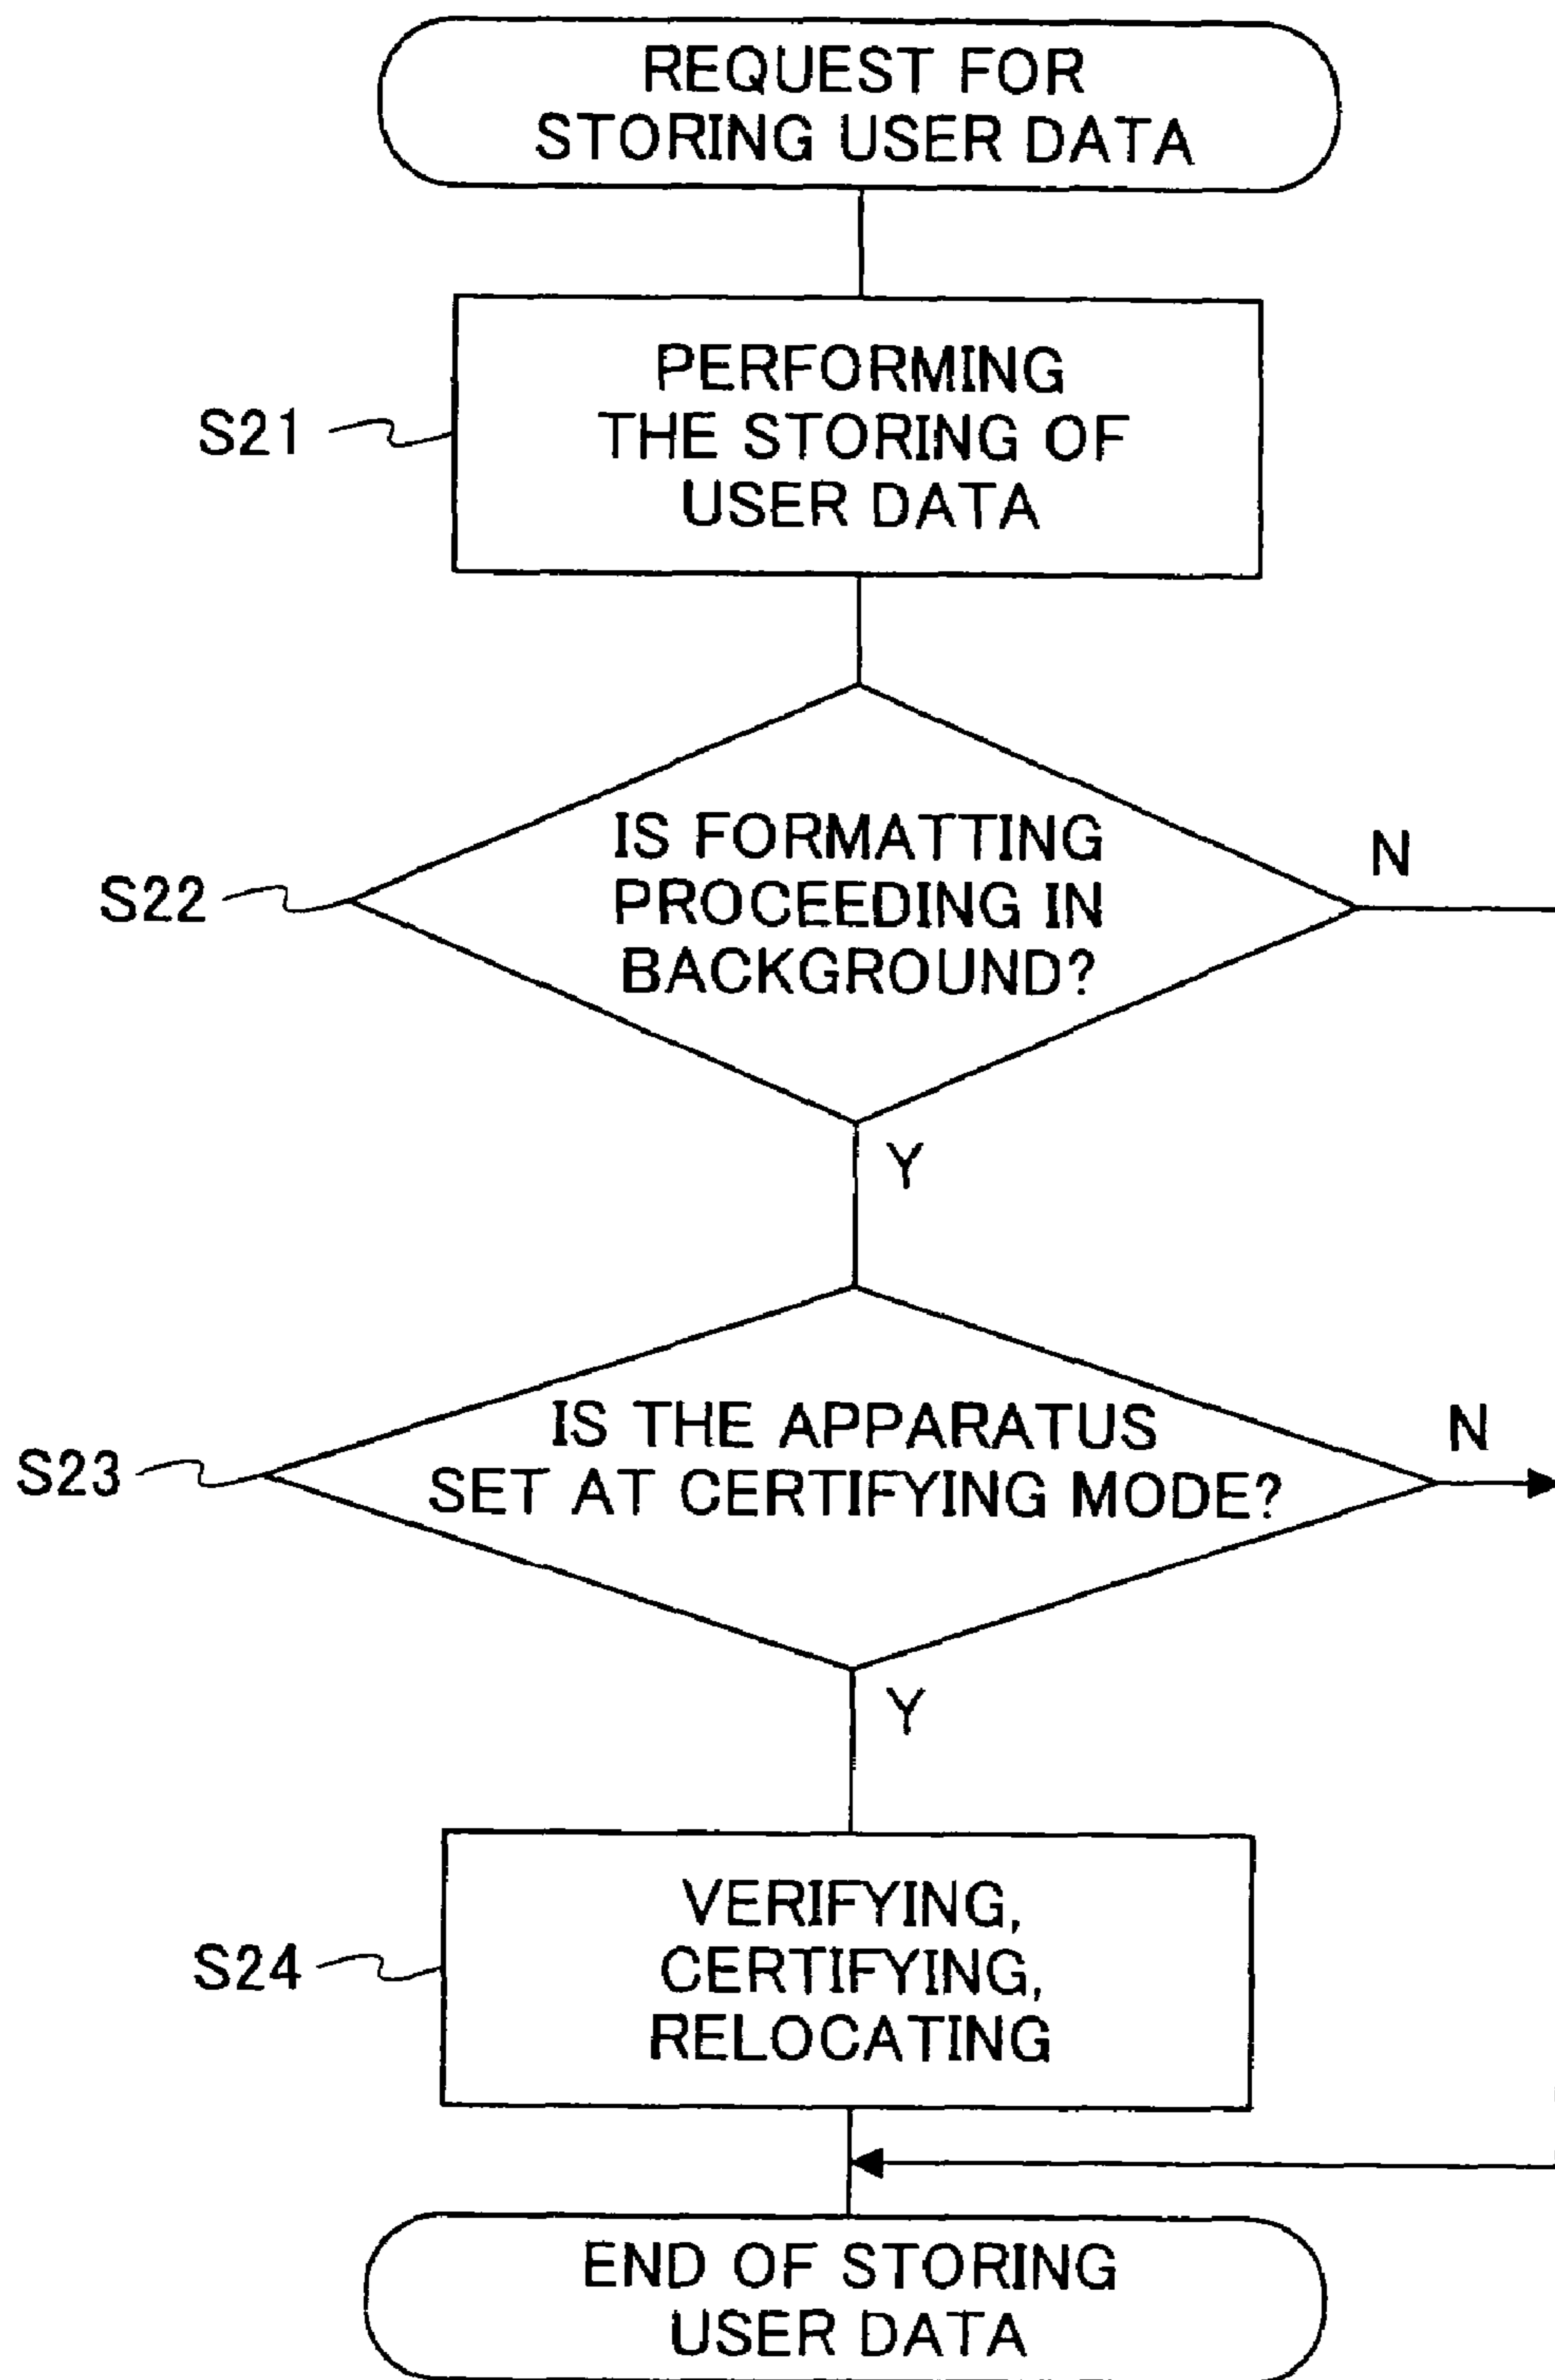 REQUEST FOR
STORING USER DATA
S21
PERFORMING
THE STORING OF
USER DATA
S22
IS FORMATTING
PROCEEDING IN
BACKGROUND?
N
Y
S23
IS THE APPARATUS
SET AT CERTIFYING MODE?
N
Y
S24
VERIFYING,
CERTIFYING,
RELOCATING
END OF STORING
USER DATA